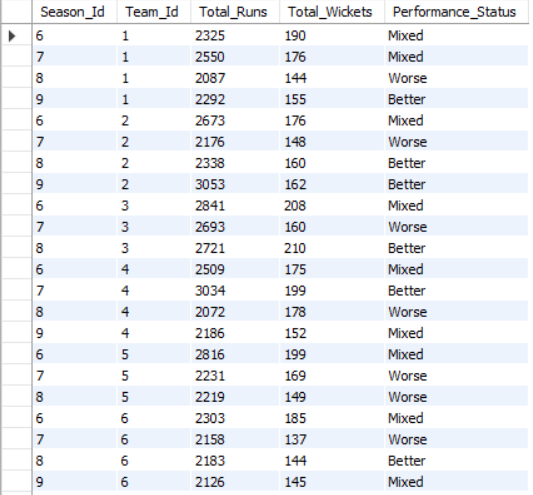 Season_Id Team_Id Total_Runs Total_Wickets Performance_Status
6 1 2325 190 Mixed
7 1 2550 176 Mixed
8 1 2087 144 Worse
9 1 2292 155 Better
6 2 2673 176 Mixed
7 2 2176 148 Worse
8 2 2338 160 Better
9 2 3053 162 Better
6 3 2841 208 Mixed
7 3 2693 160 Worse
8 3 2721 210 Better
6 4 2509 175 Mixed
7 4 3034 199 Better
8 4 2072 178 Worse
9 4 2186 152 Mixed
6 5 2816 199 Mixed
7 5 2231 169 Worse
8 5 2219 149 Worse
6 6 2303 185 Mixed
7 6 2158 137 Worse
8 6 2183 144 Better
9 6 2126 145 Mixed